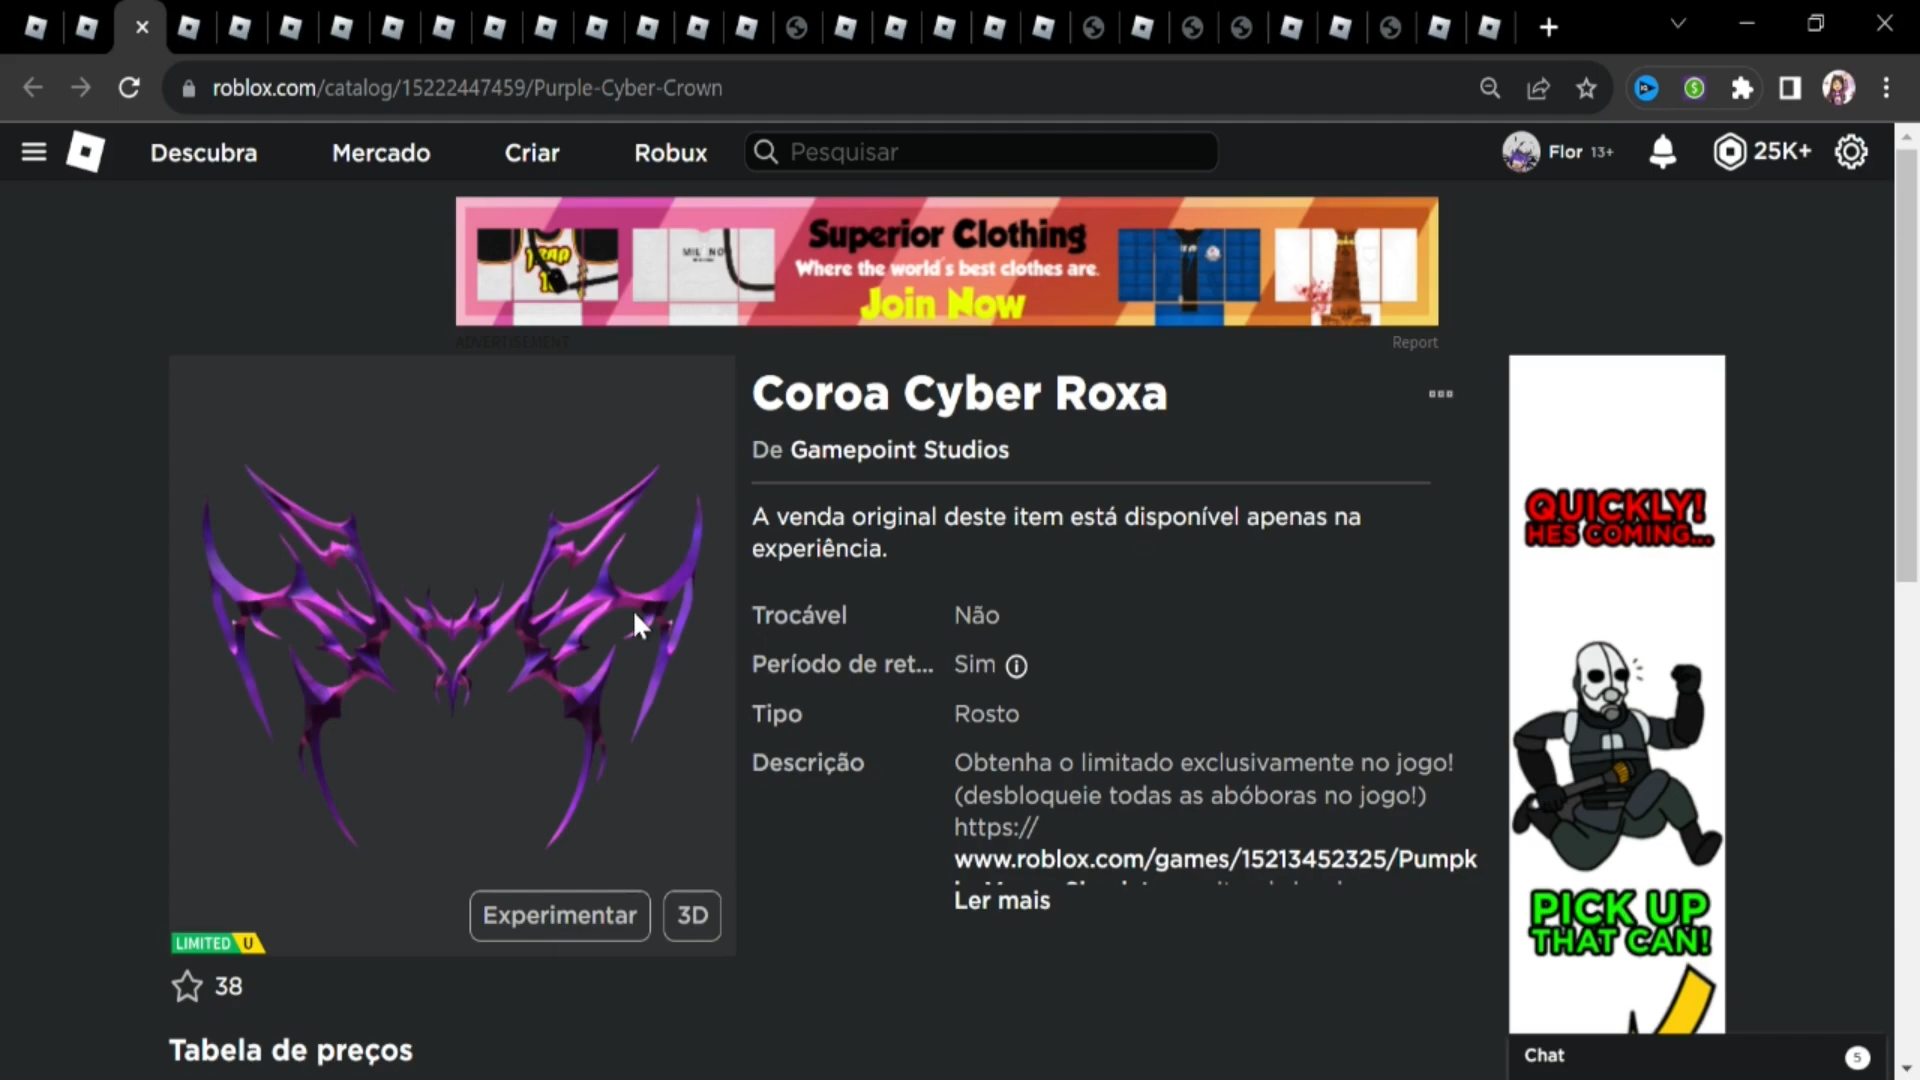 roblox.com/catalog/15222447459/Purple-Cyber-Crown
Descubra Mercado Criar Robux Pesquisar Flor 13+ 25K+
Superior Clothing
Where the world's best clothes are.
Join Now
ADVERTISEMENT Report
Coroa Cyber Roxa
De Gamepoint Studios
A venda original deste item está disponível apenas na
experiência.
Trocável Não
Período de ret... Sim
Tipo Rosto
Descrição Obtenha o limitado exclusivamente no jogo!
(desbloqueie todas as abóboras no jogo!)
https://
www.roblox.com/games/15213452325/Pumpk
Ler mais
Experimentar 3D
LIMITED U
38
Tabela de preços
QUICKLY!
HES COMING...
PICK UP
THAT CAN!
Chat 5